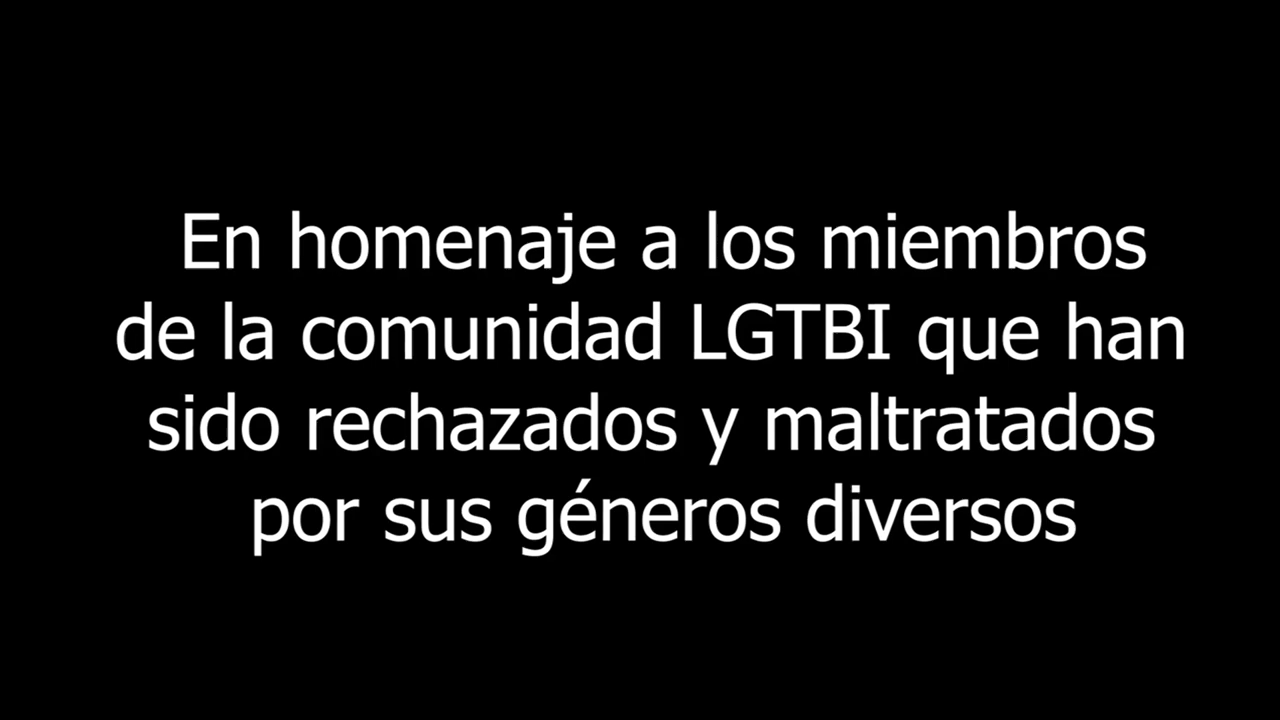 En homenaje a los miembros
de la comunidad LGTBI que han
sido rechazados y maltratados
por sus géneros diversos